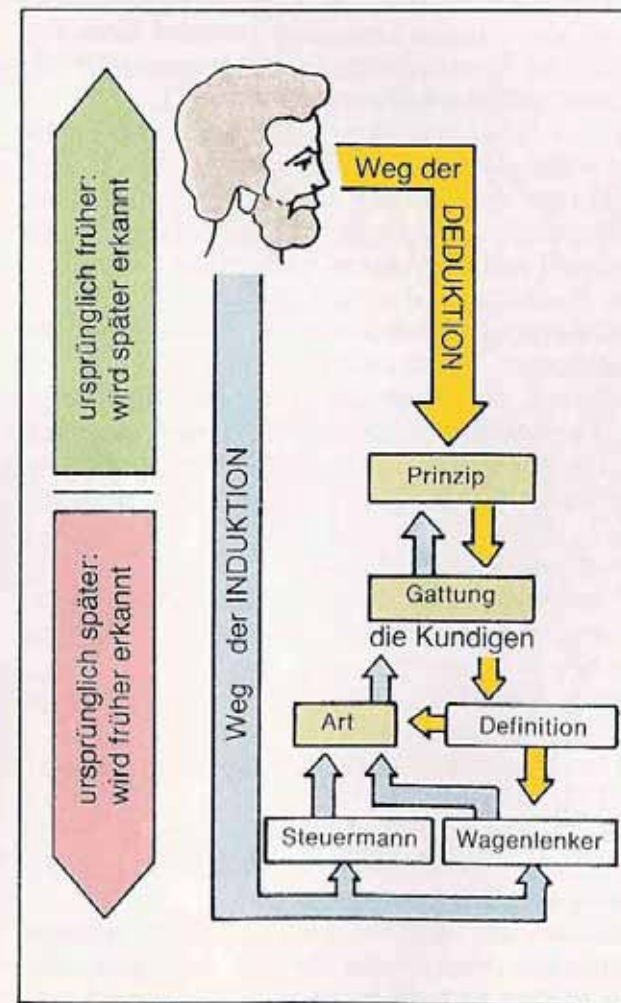 ursprünglich früher:
wird später erkannt
ursprünglich später:
wird früher erkannt
Weg der INDUKTION
Weg der
DEDUKTION
Prinzip
Gattung
die Kundigen
Art
Definition
Steuermann
Wagenlenker